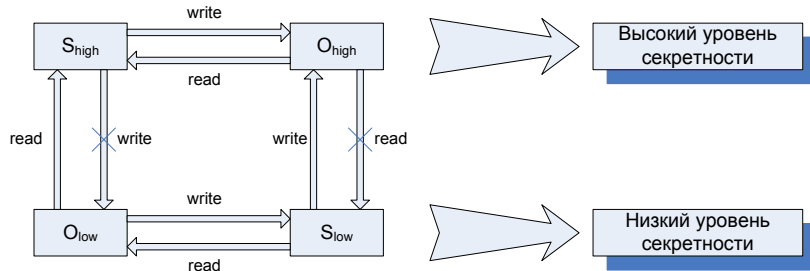 write
S_high
O_high
read
Высокий уровень
секретности
read
write
write
read
write
O_low
S_low
read
Низкий уровень
секретности